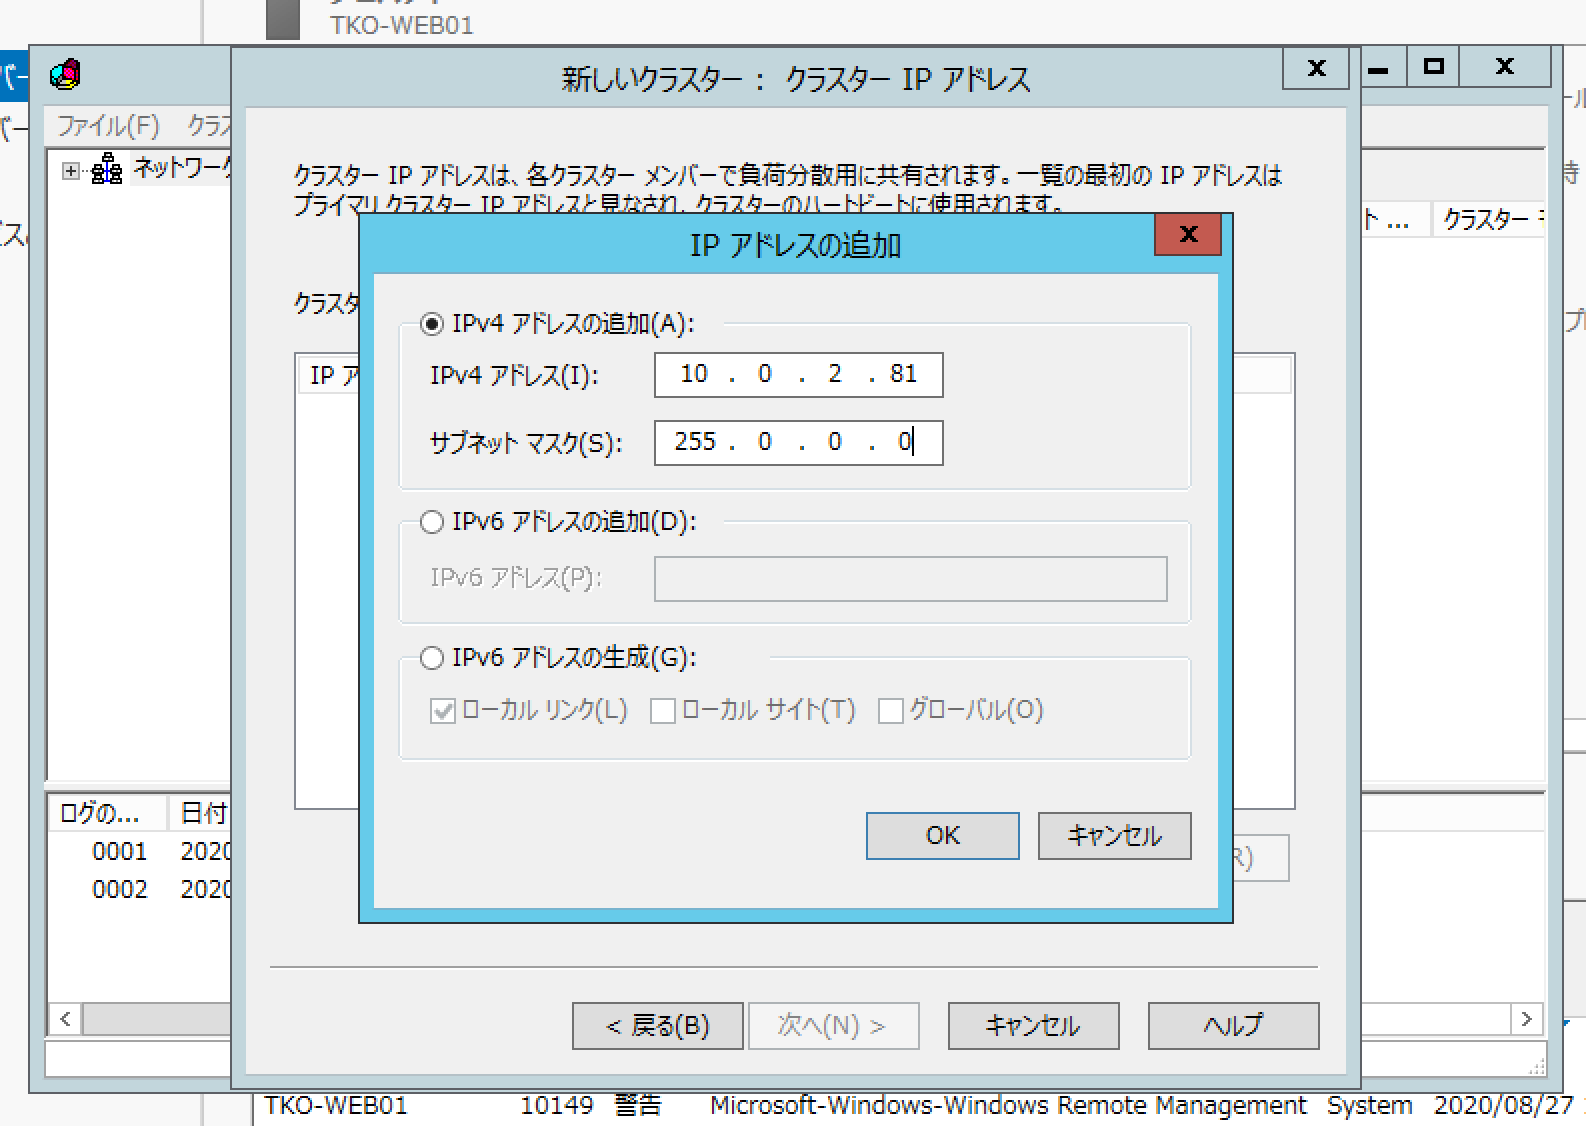 TKO-WEB01
新しいクラスター : クラスター IP アドレス
ファイル(F)
ネットワーク
クラスター IP アドレスは、各クラスター メンバーで負荷分散用に共有されます。一覧の最初の IP アドレスは
プライマリ クラスター IP アドレスと見なされ、クラスターのハートビートに使用されます。
ト ... クラスター
IP アドレスの追加
IPv4 アドレスの追加(A):
IP ア
IPv4 アドレス(I): 10 . 0 . 2 . 81
サブネット マスク(S): 255 . 0 . 0 . 0
IPv6 アドレスの追加(D):
IPv6 アドレス(P):
IPv6 アドレスの生成(G):
ローカル リンク(L) ローカル サイト(T) グローバル(O)
ログの... 日付
OK キャンセル
0001 2020
R)
0002 2020
< 戻る(B) 次へ(N) > キャンセル ヘルプ
TKO-WEB01 10149 警告 Microsoft-Windows-Windows Remote Management System 2020/08/27